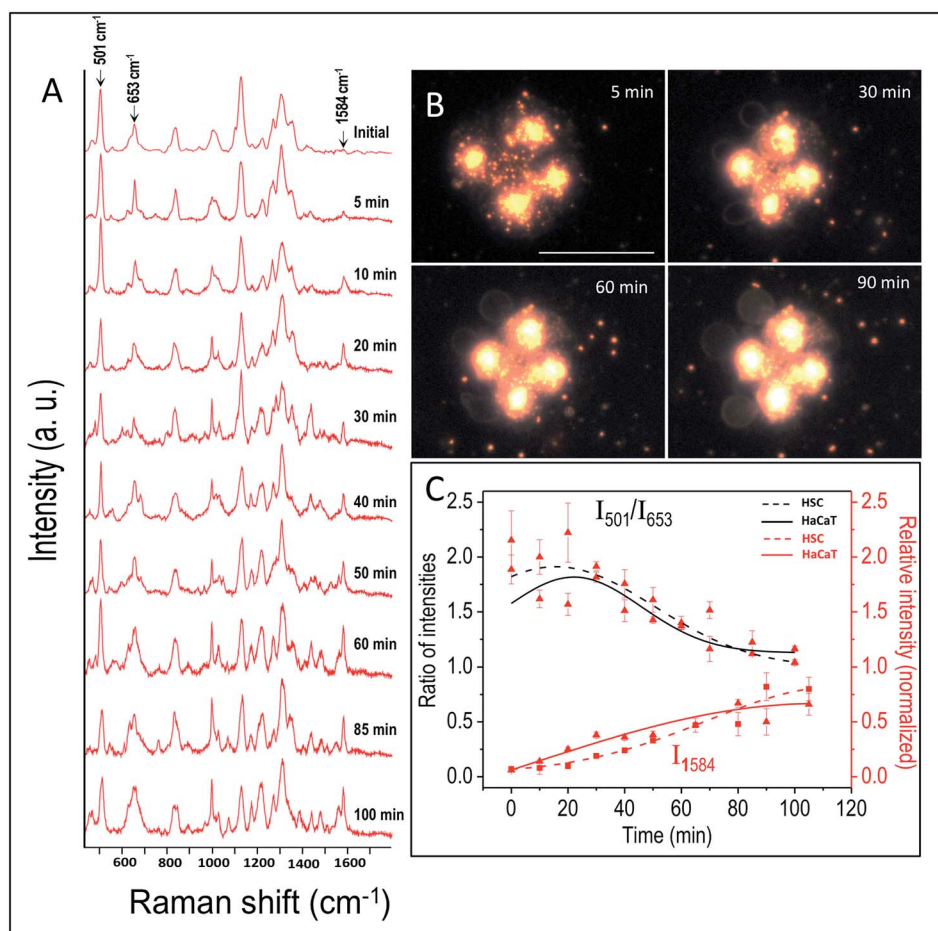 A
501 cm-1
653 cm-1
1584 cm-1
Initial
5 min
10 min
20 min
30 min
40 min
50 min
60 min
85 min
100 min
Intensity (a. u.)
600 800 1000 1200 1400 1600
Raman shift (cm-1)
B
5 min
30 min
60 min
90 min
C
I501/I653
HSC
HaCaT
HSC
HaCaT
I1584
2.5
2.0
1.5
1.0
0.5
0.0
Ratio of intensities
2.5
2.0
1.5
1.0
0.5
0.0
Relative intensity (normalized)
0 20 40 60 80 100 120
Time (min)